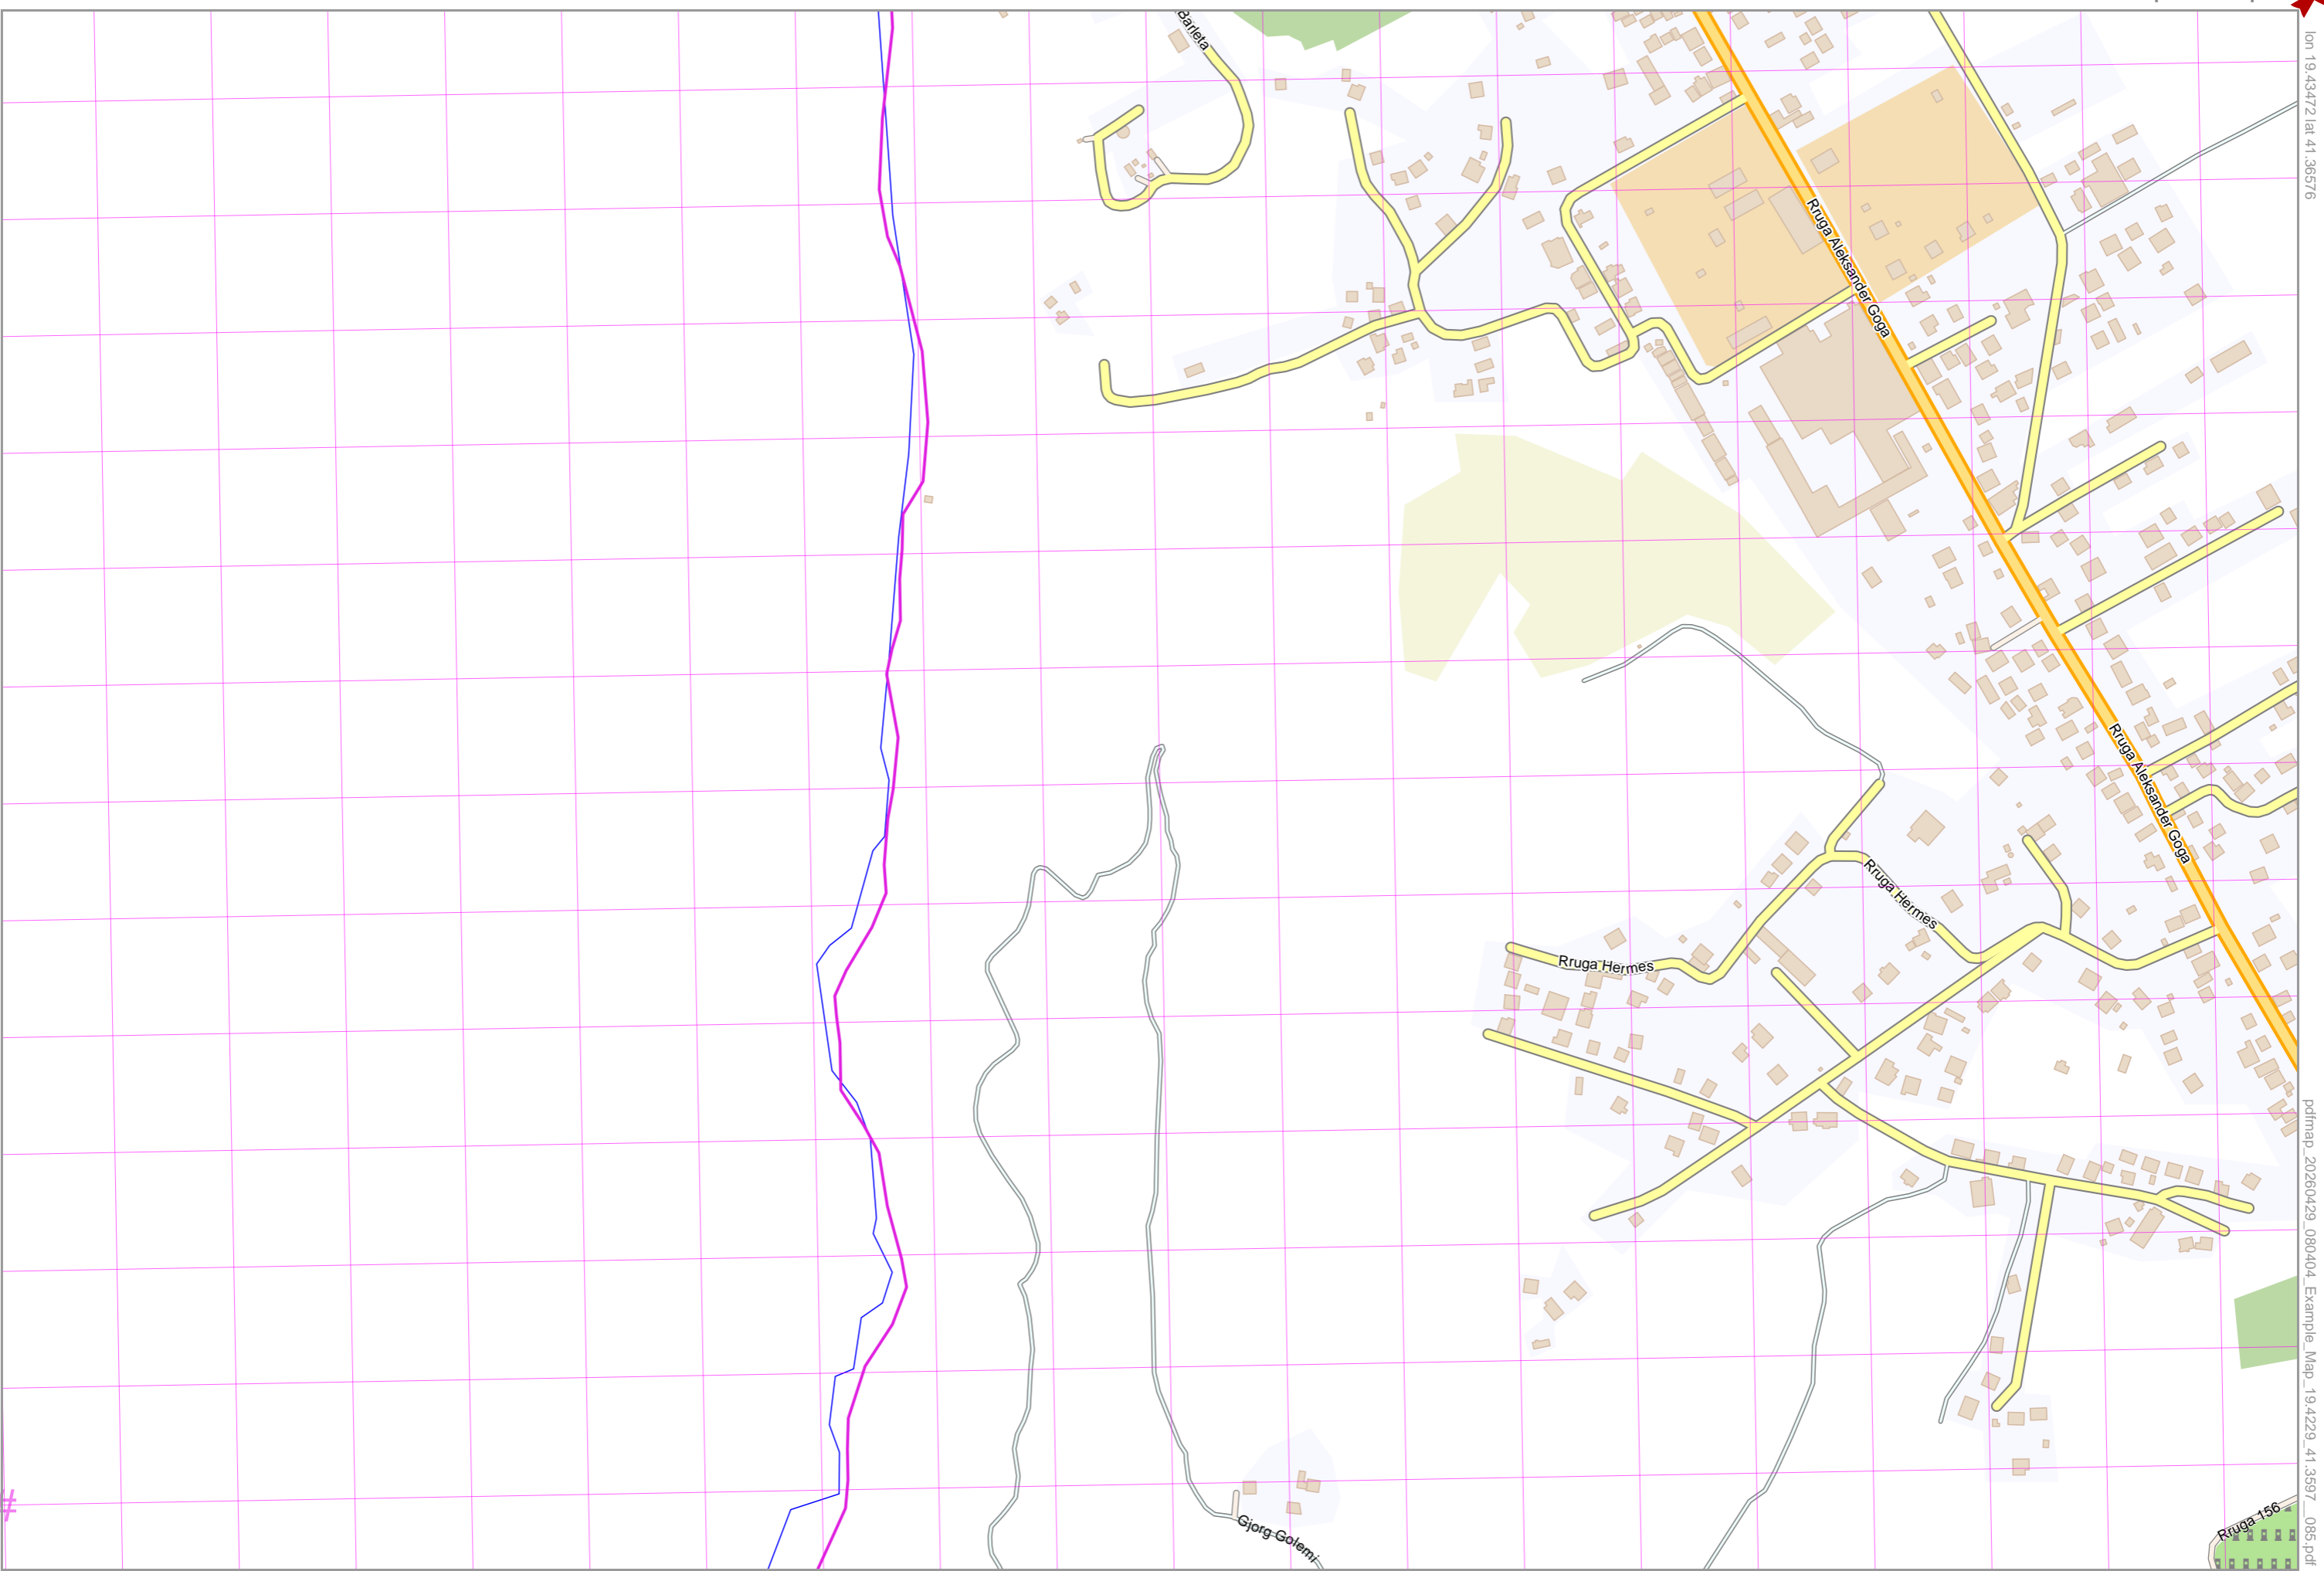 Barleta
lon 19.43472 lat 41.36576
Rruga Aleksander Goga
Rruga Aleksander Goga
Rruga Hermes
Rruga Hermes
pdfmap_20260429_080404_Example_Map_19.4229_41.3597_085.pdf
#
Rruga 156
Gjorg Golemi